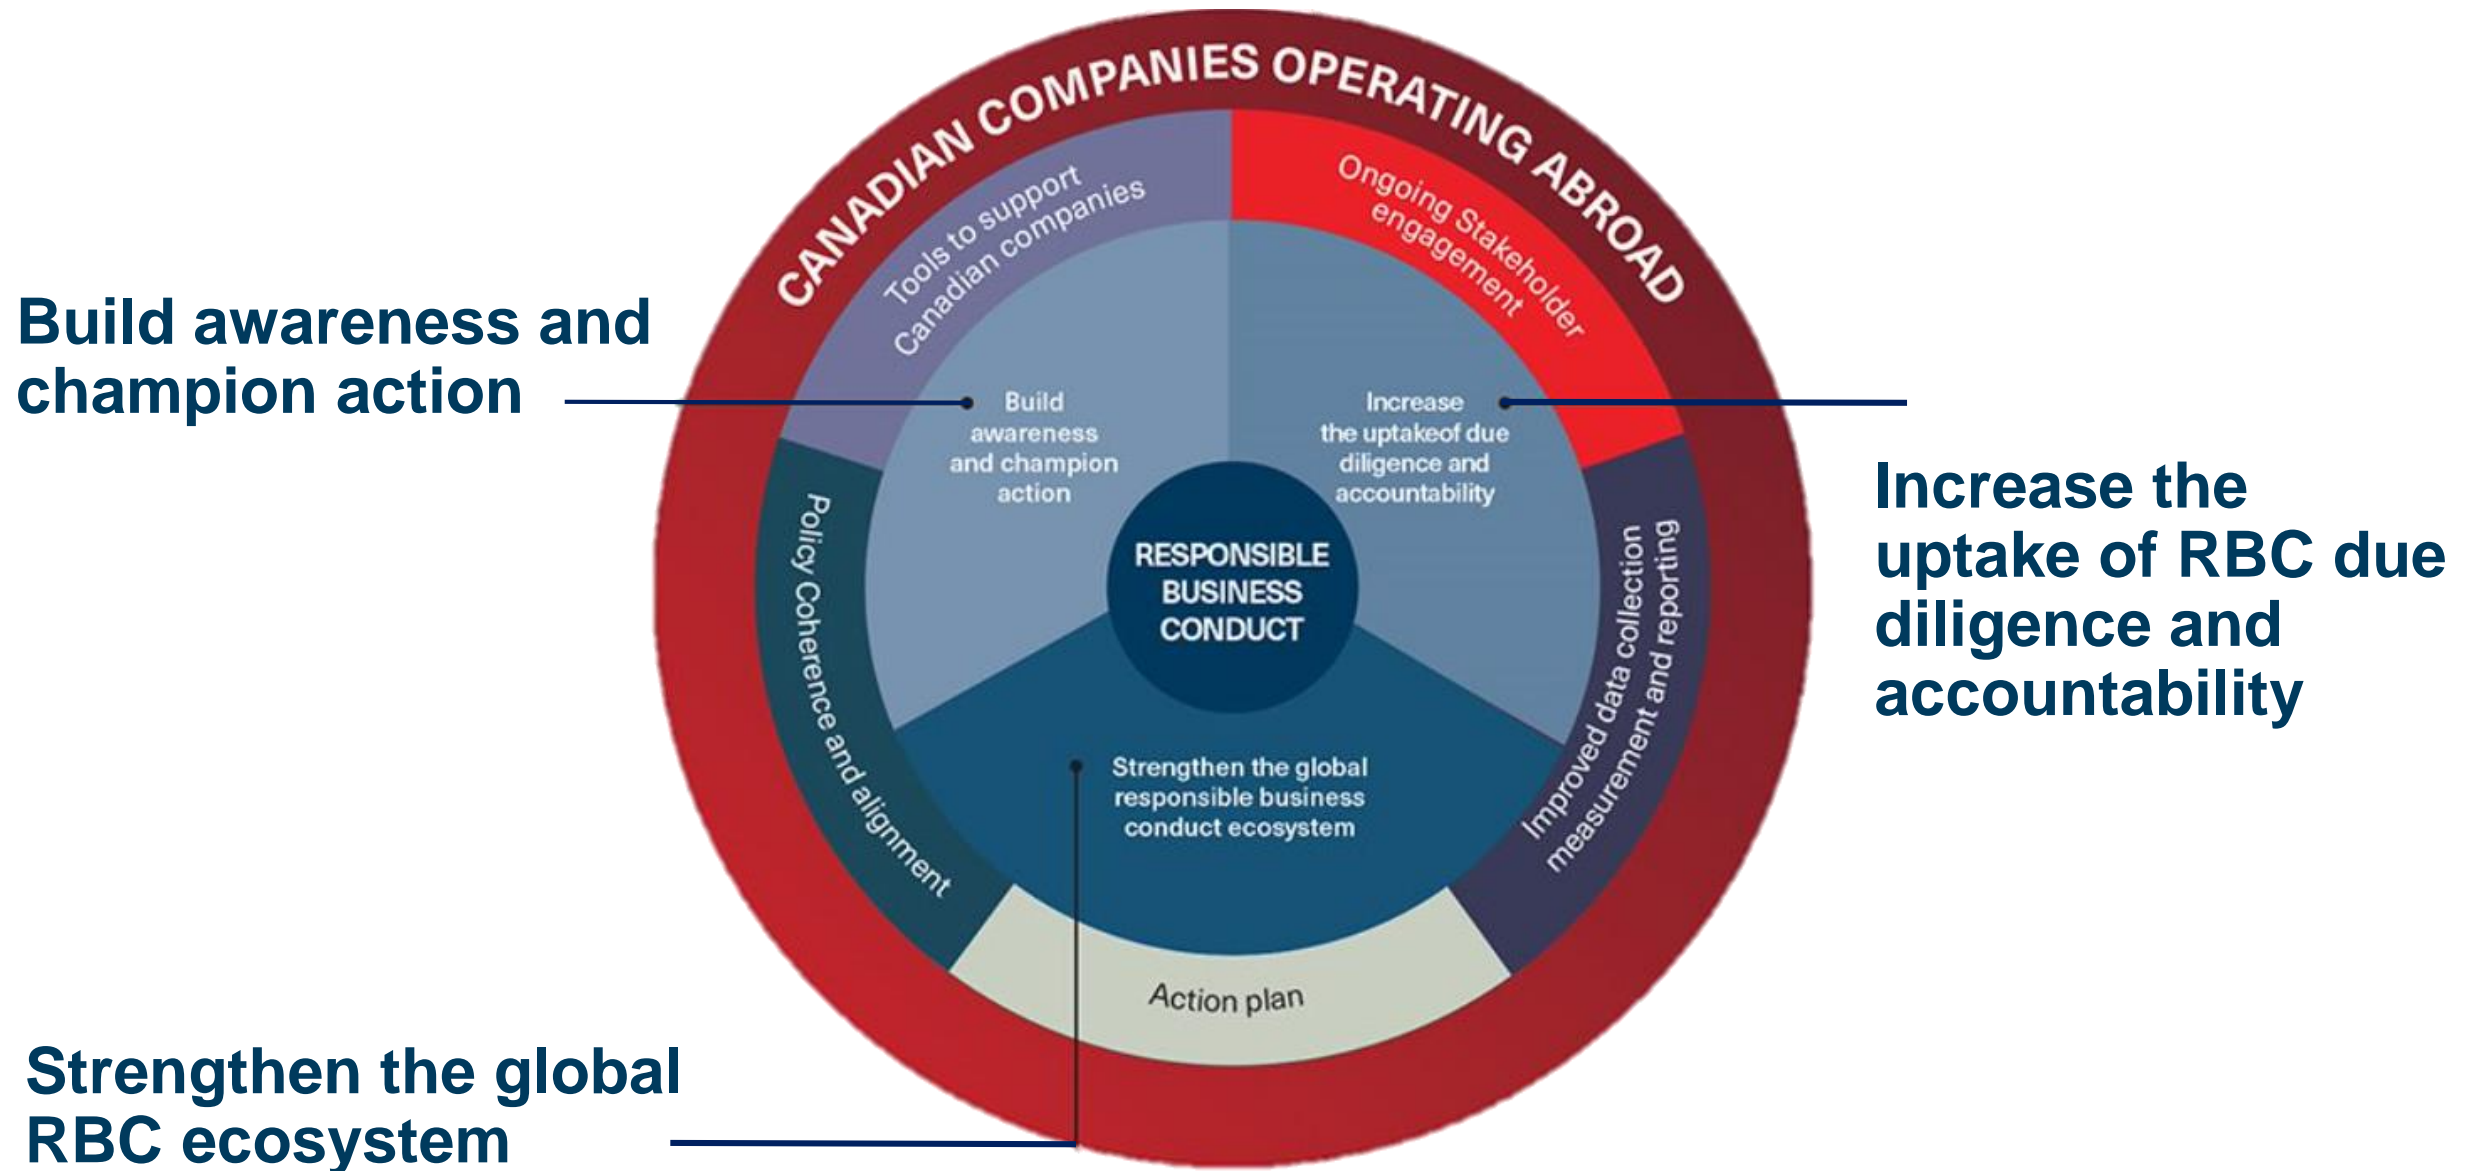 CANADIAN COMPANIES OPERATING ABROAD
Tools to support
Canadian companies
Ongoing Stakeholder
engagement
Build awareness and
champion action
Build
awareness
and champion
action
Increase
the uptakeof due
diligence and
accountability
Increase the
uptake of RBC due
diligence and
accountability
RESPONSIBLE
BUSINESS
CONDUCT
Policy Coherence and alignment
Improved data collection
measurement and reporting
Strengthen the global
responsible business
conduct ecosystem
Action plan
Strengthen the global
RBC ecosystem